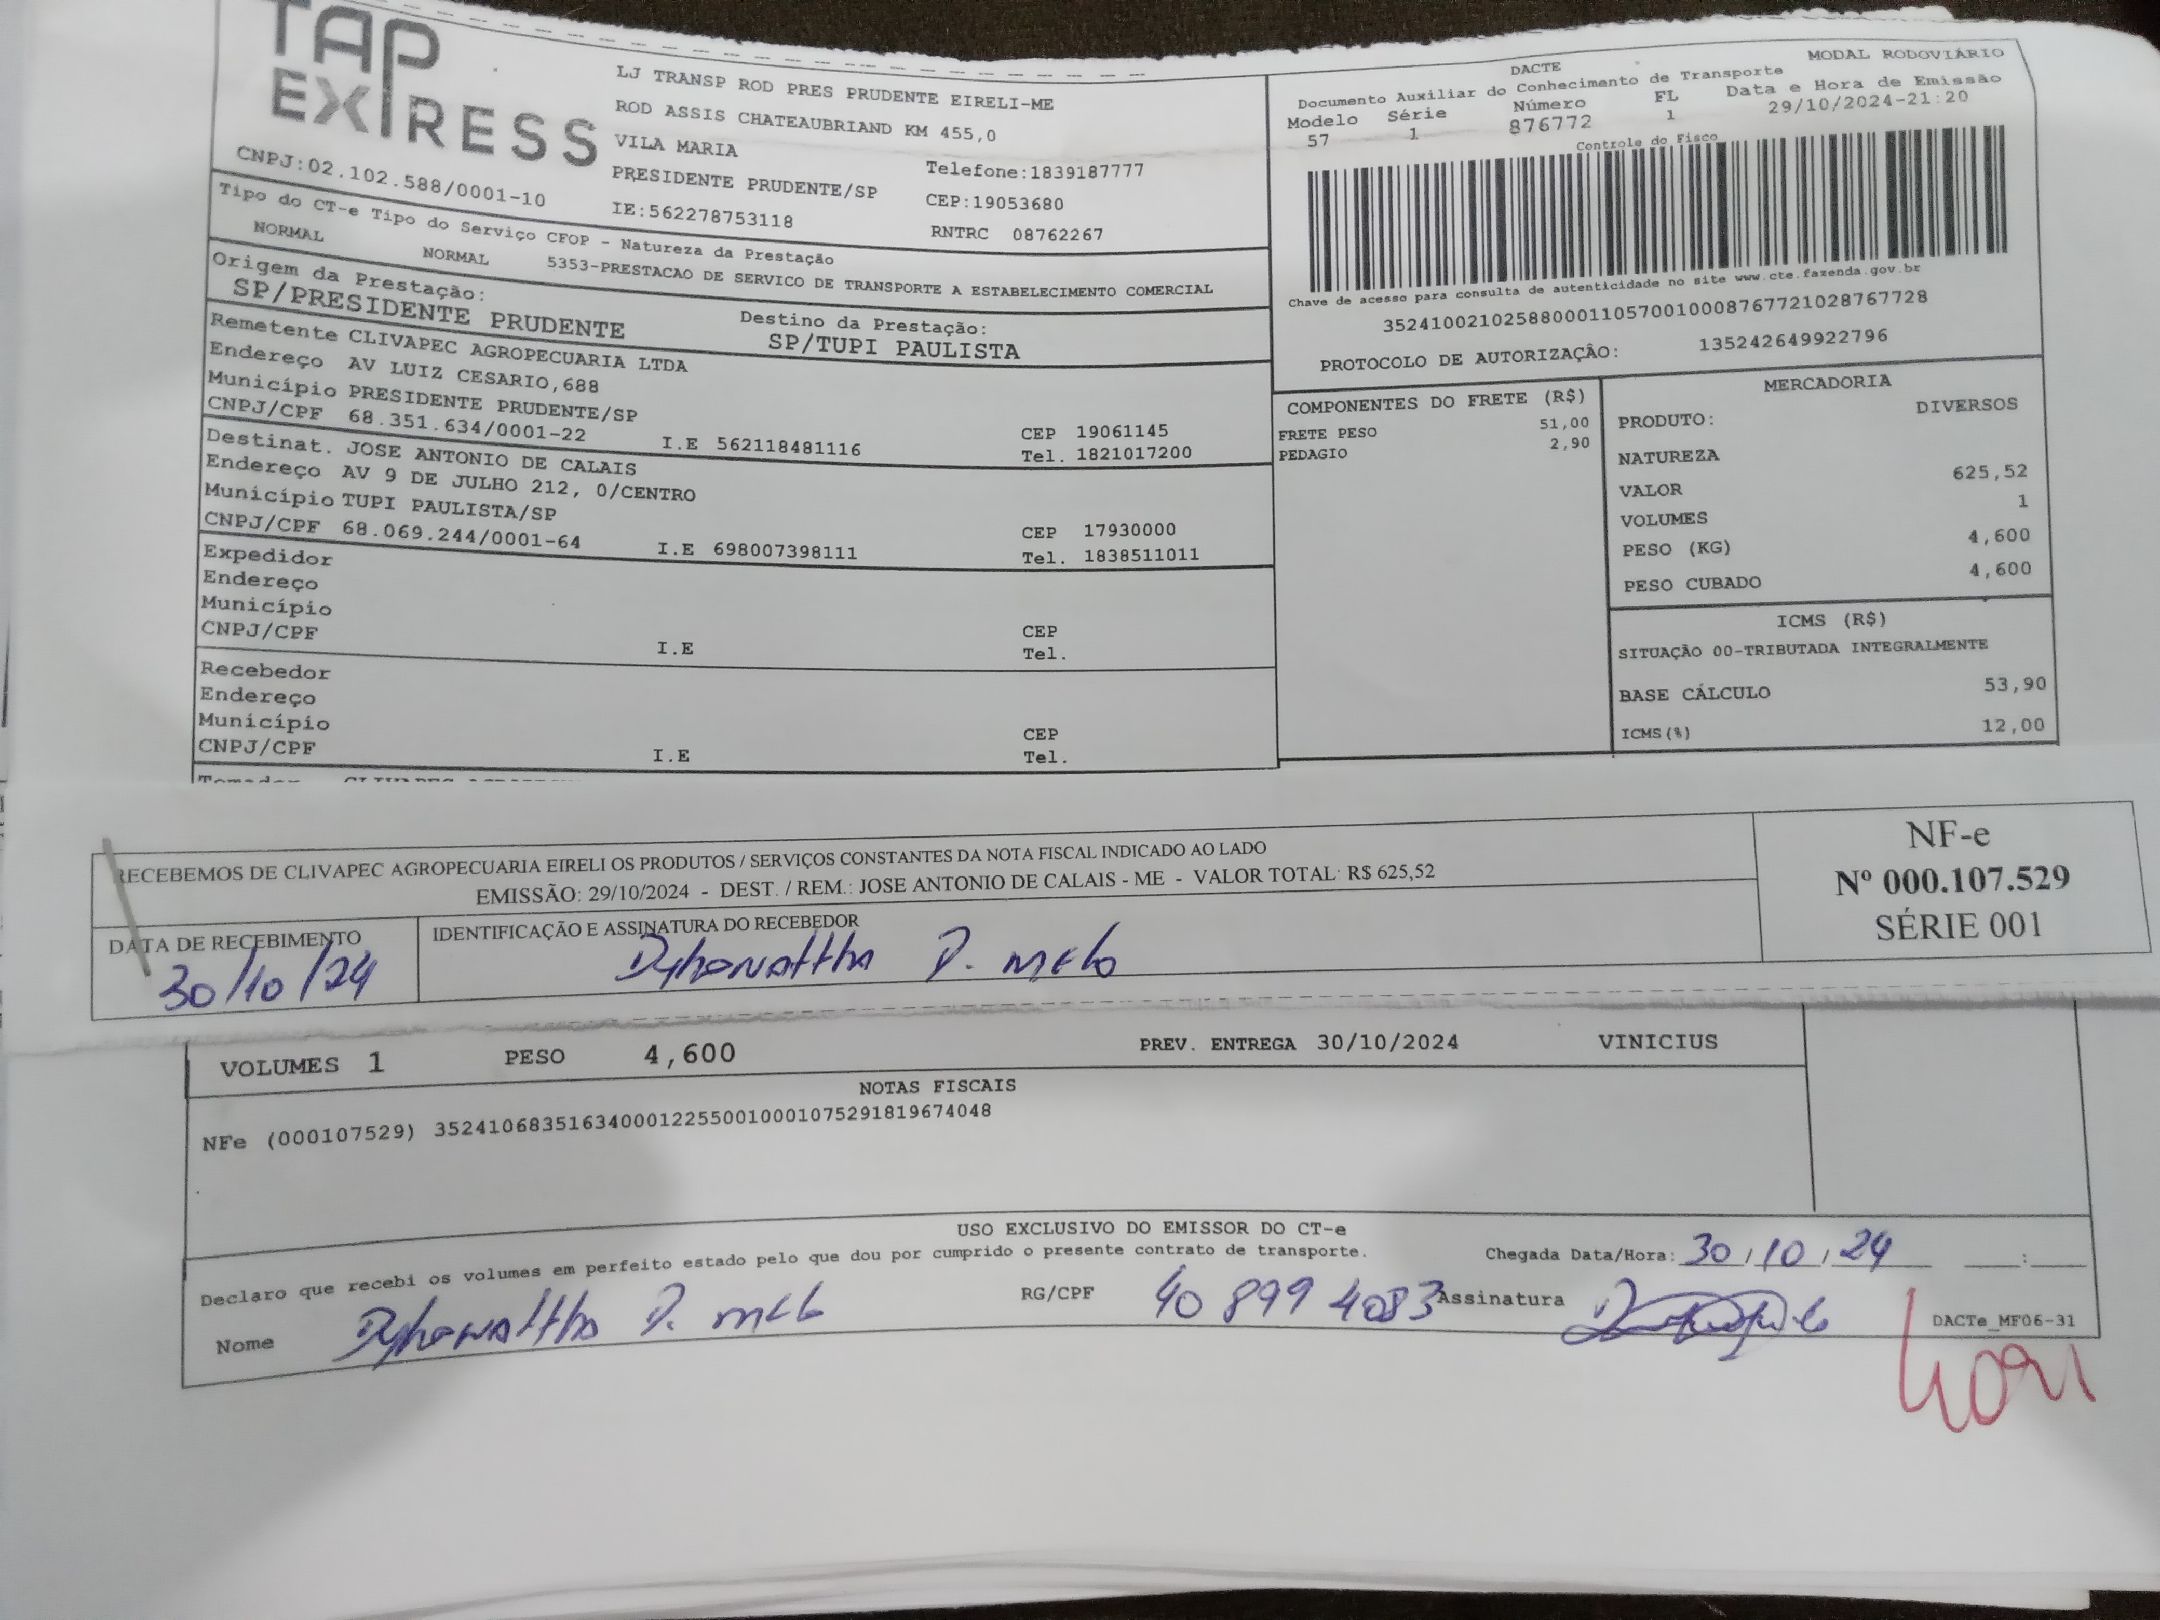 TAP EXPRESS
LJ TRANSP ROD PRES PRUDENTE EIRELI-ME
ROD ASSIS CHATEAUBRIAND KM 455,0
VILA MARIA
PRESIDENTE PRUDENTE/SP
Telefone:1839187777
CEP:19053680
CNPJ:02.102.588/0001-10
IE:562278753118
RNTRC 08762267
Tipo do CT-e Tipo do Serviço CFOP - Natureza da Prestação
NORMAL NORMAL 5353-PRESTACAO DE SERVICO DE TRANSPORTE A ESTABELECIMENTO COMERCIAL
Origem da Prestação: Destino da Prestação:
SP/PRESIDENTE PRUDENTE SP/TUPI PAULISTA
Remetente CLIVAPEC AGROPECUARIA LTDA
Endereço AV LUIZ CESARIO,688
Município PRESIDENTE PRUDENTE/SP CEP 19061145
CNPJ/CPF 68.351.634/0001-22 I.E 562118481116 Tel. 1821017200
Destinat. JOSE ANTONIO DE CALAIS
Endereço AV 9 DE JULHO 212, 0/CENTRO
Município TUPI PAULISTA/SP CEP 17930000
CNPJ/CPF 68.069.244/0001-64 I.E 698007398111 Tel. 1838511011
Expedidor
Endereço
Município CEP
CNPJ/CPF I.E Tel.
Recebedor
Endereço
Município CEP
CNPJ/CPF I.E Tel.
DACTE MODAL RODOVIÁRIO
Documento Auxiliar do Conhecimento de Transporte
Modelo Série Número FL Data e Hora de Emissão
57 1 876772 1 29/10/2024-21:20
Controle do Fisco
Chave de acesso para consulta de autenticidade no site www.cte.fazenda.gov.br
35241002102588000110570010008767721028767728
PROTOCOLO DE AUTORIZAÇÃO: 135242649922796
COMPONENTES DO FRETE (R$)
FRETE PESO 51,00
PEDAGIO 2,90
MERCADORIA
PRODUTO: DIVERSOS
NATUREZA
VALOR 625,52
VOLUMES 1
PESO (KG) 4,600
PESO CUBADO 4,600
ICMS (R$)
SITUAÇÃO 00-TRIBUTADA INTEGRALMENTE
BASE CÁLCULO 53,90
ICMS(%) 12,00
RECEBEMOS DE CLIVAPEC AGROPECUARIA EIRELI OS PRODUTOS / SERVIÇOS CONSTANTES DA NOTA FISCAL INDICADO AO LADO
EMISSÃO: 29/10/2024 - DEST. / REM.: JOSE ANTONIO DE CALAIS - ME - VALOR TOTAL: R$ 625,52
DATA DE RECEBIMENTO
30/10/24
IDENTIFICAÇÃO E ASSINATURA DO RECEBEDOR
P. Melo
NF-e
Nº 000.107.529
SÉRIE 001
VOLUMES 1 PESO 4,600 PREV. ENTREGA 30/10/2024 VINICIUS
NOTAS FISCAIS
NFe (000107529) 35241068351634000122550010001075291819674048
USO EXCLUSIVO DO EMISSOR DO CT-e
Declaro que recebi os volumes em perfeito estado pelo que dou por cumprido o presente contrato de transporte.
Chegada Data/Hora: 30/10/24 :
Nome P. Melo RG/CPF 40 899 4083 Assinatura
DACTe_MF06-31